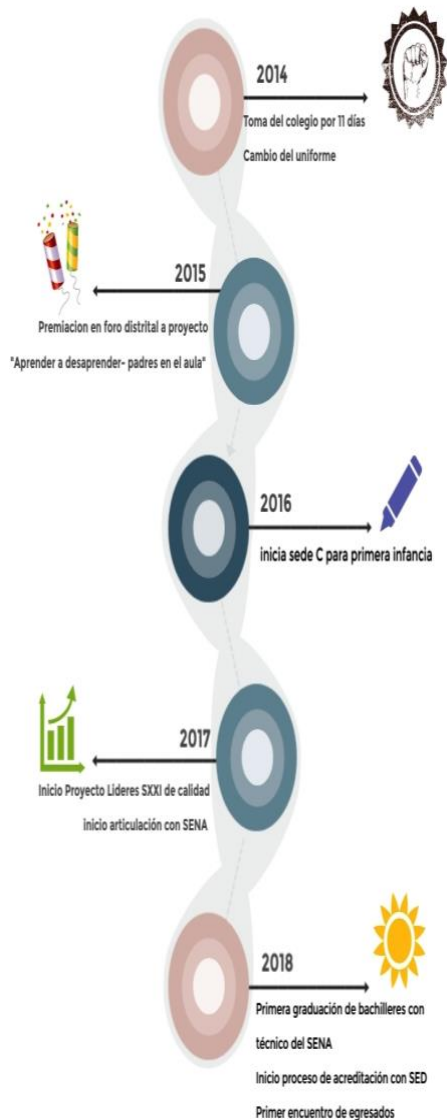 2014
Toma del colegio por 11 días
Cambio del uniforme
2015
Premiacion en foro distrital a proyecto
"Aprender a desaprender- padres en el aula"
2016
inicia sede C para primera infancia
2017
Inicio Proyecto Lideres SXXI de calidad
inicio articulación con SENA
2018
Primera graduación de bachilleres con
técnico del SENA
Inicio proceso de acreditación con SED
Primer encuentro de egresados